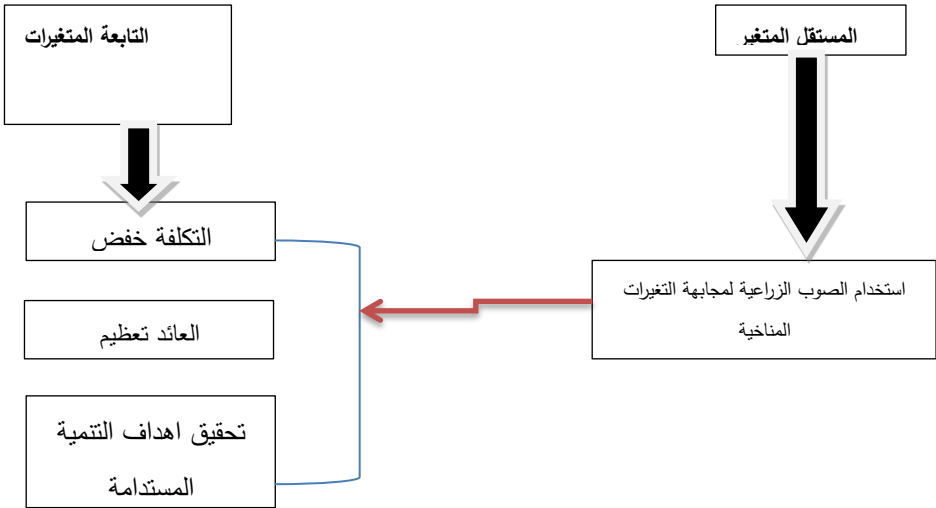 المستقل المتغير
التابعة المتغيرات
استخدام الصوب الزراعية لمجابهة التغيرات
المناخية
التكلفة خفض
العائد تعظيم
تحقيق اهداف التنمية
المستدامة